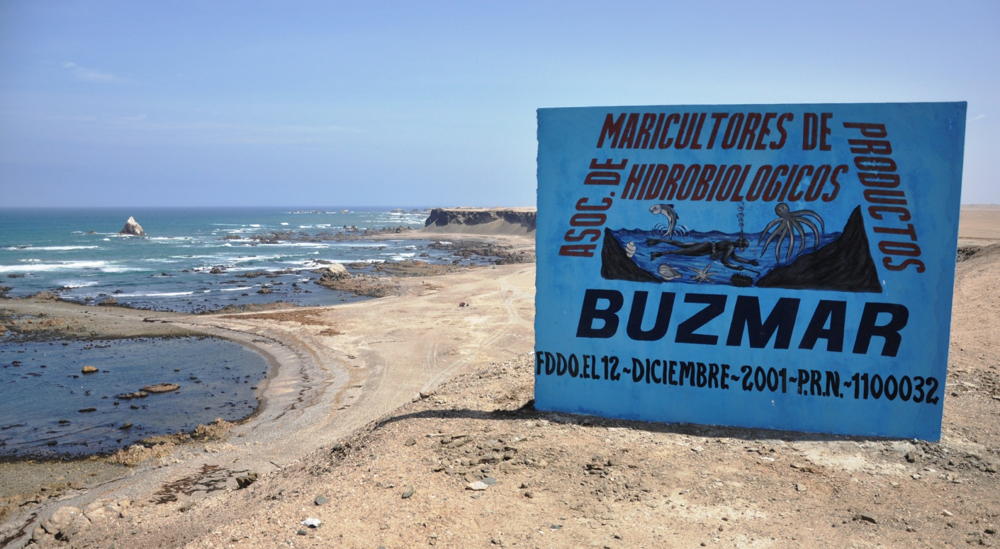 ASOC. DE
MARICULTORES DE
PRODUCTOS
HIDROBIOLOGICOS
BUZMAR
FDDO. EL 12~DICIEMBRE~2001~P.R.N.~1100032